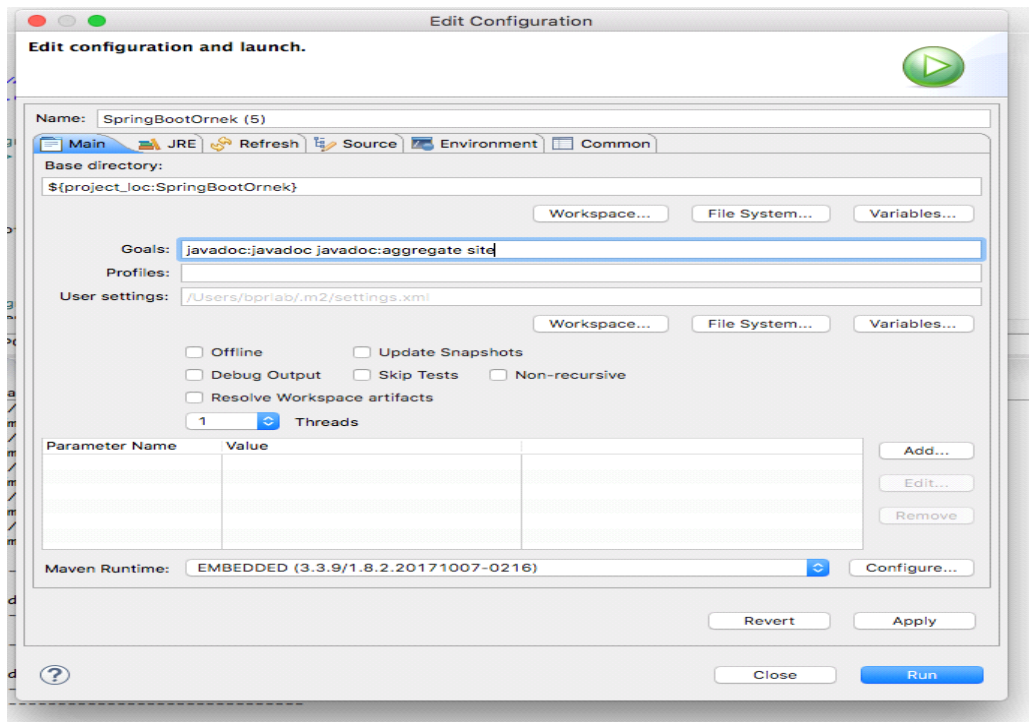 Edit Configuration
Edit configuration and launch.
Name: SpringBootOrnek (5)
Main JRE Refresh Source Environment Common
Base directory:
${project_loc:SpringBootOrnek}
Workspace... File System... Variables...
Goals: javadoc:javadoc javadoc:aggregate site
Profiles:
User settings: /Users/bprlab/.m2/settings.xml
Workspace... File System... Variables...
Offline Update Snapshots
Debug Output Skip Tests Non-recursive
Resolve Workspace artifacts
1 Threads
Parameter Name Value
Add...
Edit...
Remove
Maven Runtime: EMBEDDED (3.3.9/1.8.2.20171007-0216) Configure...
Revert Apply
? Close Run